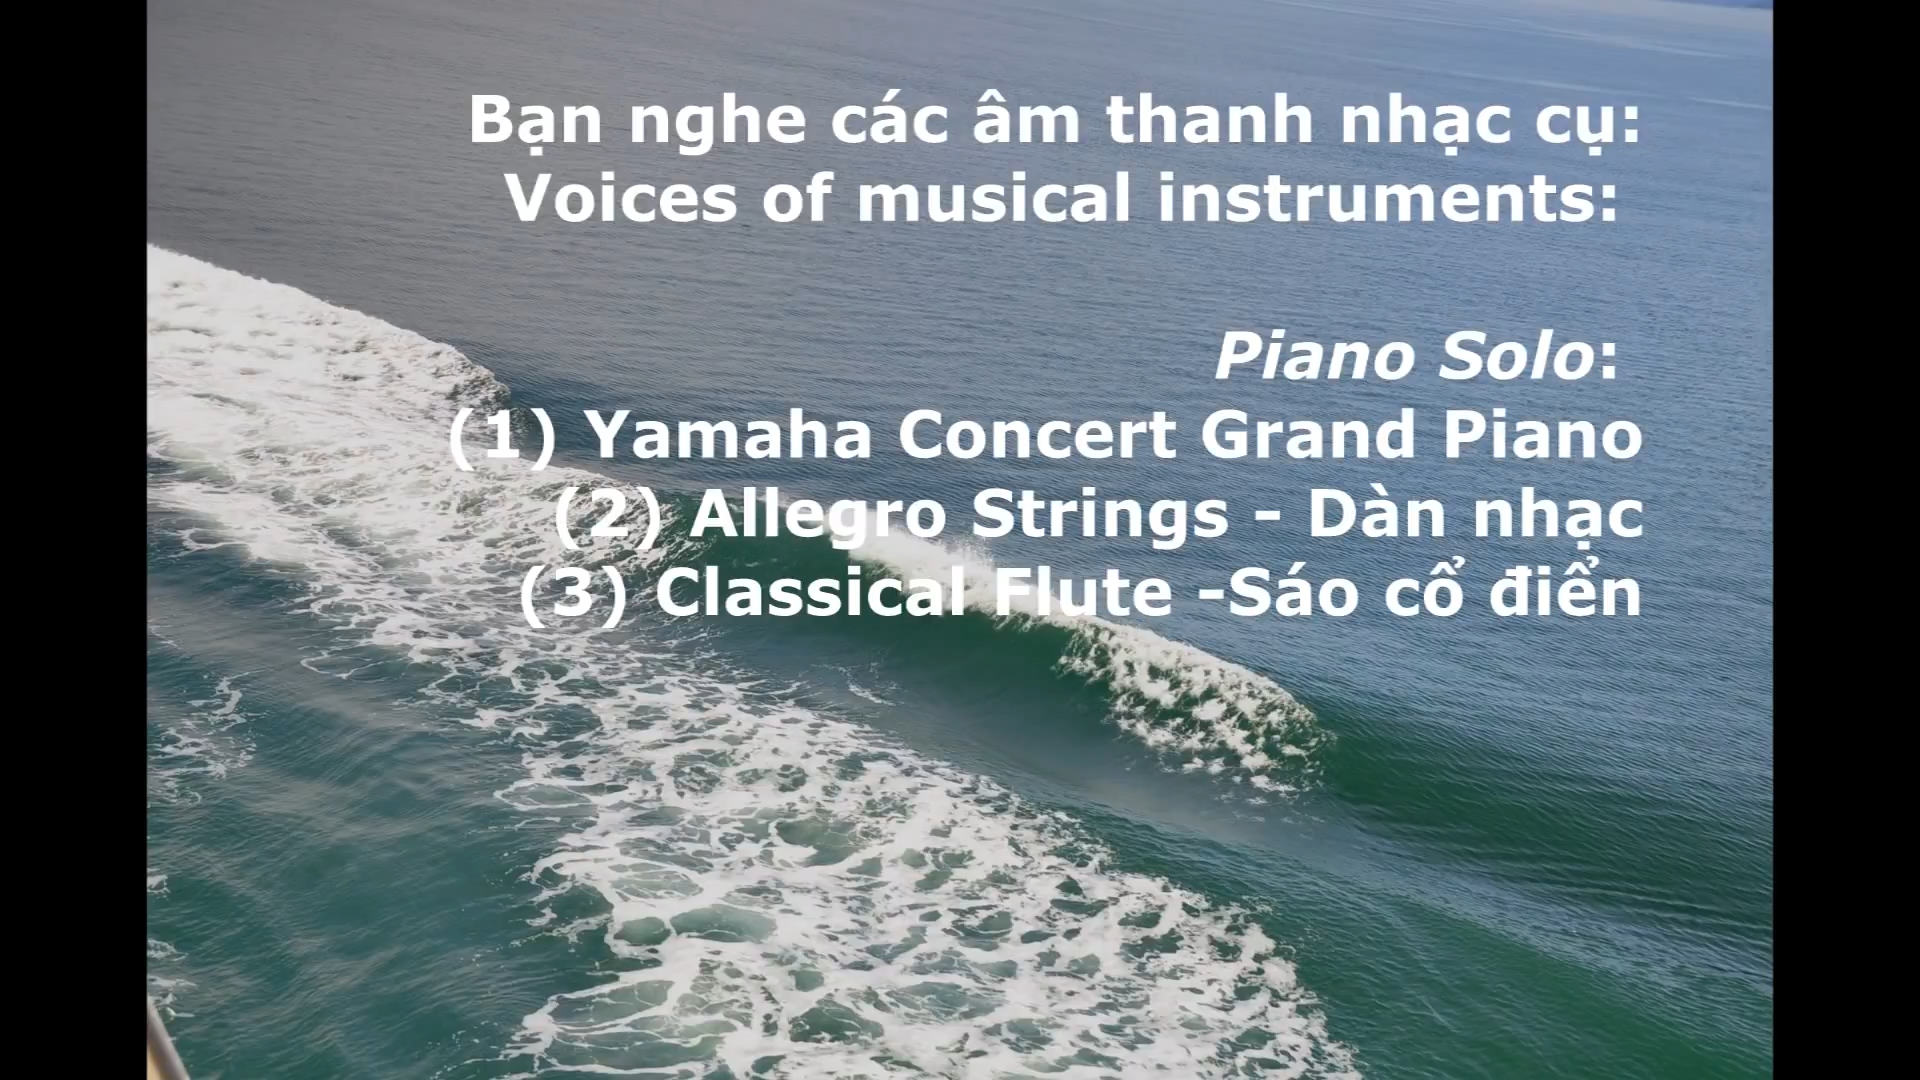 Bạn nghe các âm thanh nhạc cụ:
Voices of musical instruments:
Piano Solo:
(1) Yamaha Concert Grand Piano
(2) Allegro Strings - Dàn nhạc
(3) Classical Flute -Sáo cổ điển